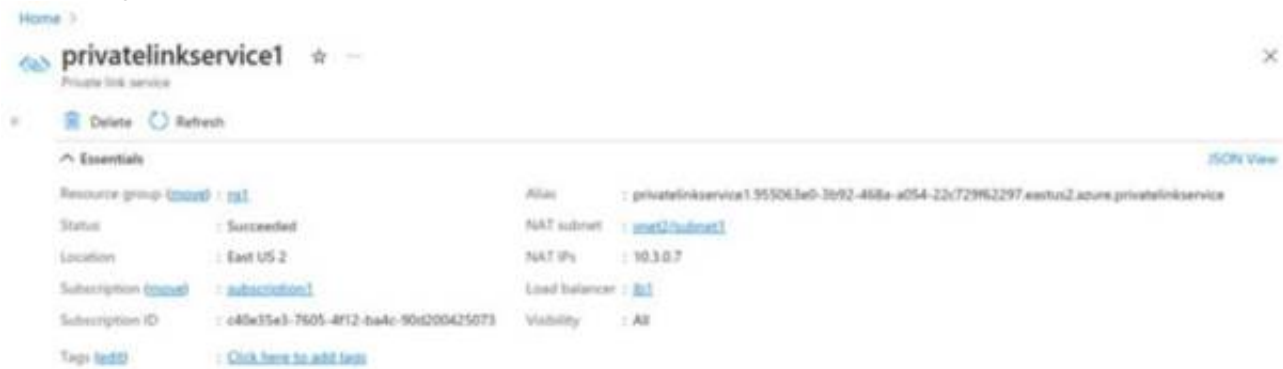 Home >
privatelinkservice1 ☆ ...
Private link service
Delete Refresh
Essentials
JSON View
Resource group (move) : rg1
Status : Succeeded
Location : East US 2
Subscription (move) : subscription1
Subscription ID : c40e35e3-7605-4f12-ba4c-90d200425073
Tags (edit) : Click here to add tags
Alias : privatelinkservice1.955063e0-3b92-468a-a054-22c729f62297.eastus2.azure.privatelinkservice
NAT subnet : vnet2/subnet1
NAT IPs : 10.3.0.7
Load balancer : lb1
Visibility : All